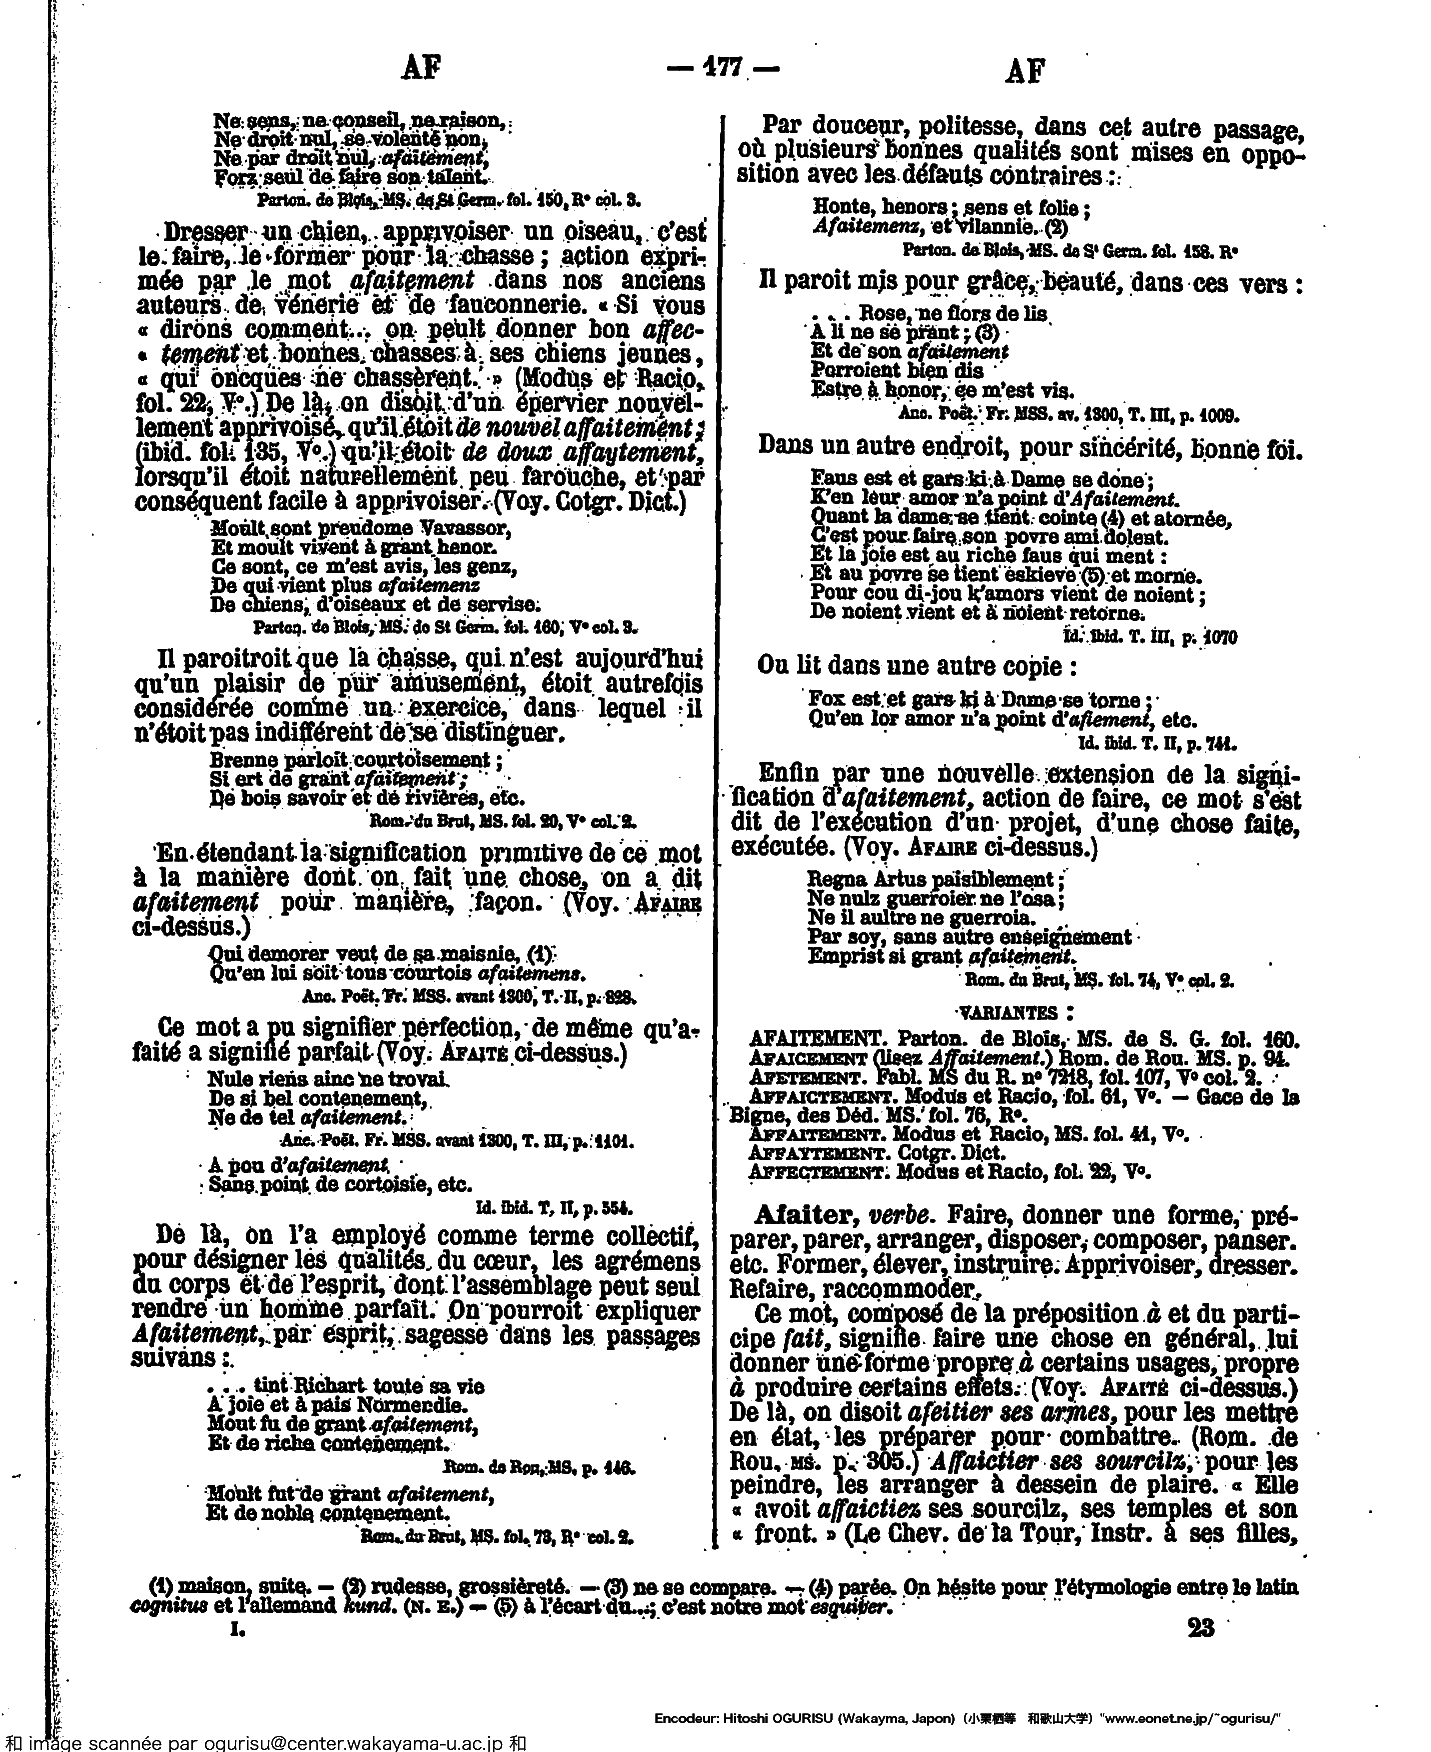 AF
— 177 —
AF
Ne sens, ne conseil, ne raison,
Ne droit nul, se volenté non,
Ne par droit nul, afaitement,
Forz seul de faire son talent.
Parton. de Blois, MS. de St Germ. fol. 150, R° col. 3.
Dresser un chien, apprivoiser un oiseau, c'est
le faire, le former pour la chasse ; action expri-
mée par le mot afaitement dans nos anciens
auteurs de vénerie et de fauconnerie. « Si vous
« dirons comment... on peult donner bon affec-
« tement et bonnes chasses à ses chiens jeunes,
« qui oncques ne chassèrent. » (Modus et Racio,
fol. 22, V°.) De là, on disoit d'un épervier nouvel-
lement apprivoisé, qu'il étoit de nouvel affaitement ;
(ibid. fol. 135, V°.) qu'il étoit de doux affaytement,
lorsqu'il étoit naturellement peu farouche, et par
conséquent facile à apprivoiser. (Voy. Cotgr. Dict.)
Moult sont preudome Vavassor,
Et moult vivent à grant henor.
Ce sont, ce m'est avis, les genz,
De qui vient plus afaitemenz
De chiens, d'oiseaux et de servise.
Parton. de Blois, MS. de St Germ. fol. 160, V° col. 3.
Il paroitroit que la chasse, qui n'est aujourd'hui
qu'un plaisir de pur amusement, étoit autrefois
considérée comme un exercice, dans lequel il
n'étoit pas indifférent de se distinguer.
Brenne parloit courtoisement ;
Si ert de grant afaitement ;
De bois savoir et de rivières, etc.
Rom. du Brut, MS. fol. 20, V° col. 2.
En étendant la signification primitive de ce mot
à la manière dont on fait une chose, on a dit
afaitement pour manière, façon. (Voy. AFAIRE
ci-dessus.)
Qui demorer veut de sa maisnie, (1)
Qu'en lui soit tous courtois afaitemens.
Anc. Poët. Fr. MSS. avant 1300, T. II, p. 828.
Ce mot a pu signifier perfection, de même qu'a-
faité a signifié parfait (Voy. AFAITÉ ci-dessus.)
Nule riens ainc ne trovai
De si bel contenement,
Ne de tel afaitement.
Anc. Poët. Fr. MSS. avant 1300, T. III, p. 1101.
A pou d'afaitement
Sans point de cortoisie, etc.
Id. ibid. T. II, p. 554.
De là, on l'a employé comme terme collectif,
pour désigner les qualités du cœur, les agrémens
du corps et de l'esprit, dont l'assemblage peut seul
rendre un homme parfait. On pourroit expliquer
Afaitement, par esprit, sagesse dans les passages
suivans :
. . . tint Richart toute sa vie
A joie et à pais Normendie.
Mout fu de grant afaitement,
Et de riche contenement.
Rom. de Rou, MS. p. 146.
Moult fut de grant afaitement,
Et de noble contenement.
Rom. du Brut, MS. fol. 73, R° col. 2.
Par douceur, politesse, dans cet autre passage,
où plusieurs bonnes qualités sont mises en oppo-
sition avec les défauts contraires :
Honte, henors ; sens et folie ;
Afaitemenz, et vilannie. (2)
Parton. de Blois, MS. de St Germ. fol. 158. R°
Il paroit mis pour grâce, beauté, dans ces vers :
. . . Rose, ne flors de lis
A li ne se prant ; (3)
Et de son afaitement
Porroient bien dis
Estre à honor, ce m'est vis.
Anc. Poët. Fr. MSS. av. 1300, T. III, p. 1009.
Dans un autre endroit, pour sincérité, bonne foi.
Faus est et gars ki à Dame se done ;
K'en leur amor n'a point d'Afaitement.
Quant la dame se tient cointe (4) et atornée,
C'est pour faire son povre ami dolent.
Et la joie est au riche faus qui ment :
Et au povre se tient eskieve (5) et morne.
Pour cou di-jou k'amors vient de noient ;
De noient vient et à noient retorne.
Id. ibid. T. III, p. 1070
Ou lit dans une autre copie :
Fox est et gars ki à Dame se torne ;
Qu'en lor amor n'a point d'afiement, etc.
Id. ibid. T. II, p. 741.
Enfin par une nouvelle extension de la signi-
fication d'afaitement, action de faire, ce mot s'est
dit de l'exécution d'un projet, d'une chose faite,
exécutée. (Voy. AFAIRE ci-dessus.)
Regna Artus paisiblement ;
Ne nulz guerroier ne l'osa ;
Ne il aultre ne guerroia.
Par soy, sans autre enseignement
Emprist si grant afaitement.
Rom. du Brut, MS. fol. 74, V° col. 2.
VARIANTES :
AFAITEMENT. Parton. de Blois, MS. de S. G. fol. 160.
AFAICEMENT (lisez Affaitement.) Rom. de Rou. MS. p. 94.
AFETEMENT. Fabl. MS du R. n° 7218, fol. 107, V° col. 2.
AFFAICTEMENT. Modus et Racio, fol. 61, V°. — Gace de la
Bigne, des Déd. MS. fol. 76, R°.
AFFAITEMENT. Modus et Racio, MS. fol. 41, V°.
AFFAYTEMENT. Cotgr. Dict.
AFFECTEMENT. Modus et Racio, fol. 22, V°.
Afaiter, verbe. Faire, donner une forme, pré-
parer, parer, arranger, disposer, composer, panser.
etc. Former, élever, instruire. Apprivoiser, dresser.
Refaire, raccommoder.
Ce mot, composé de la préposition à et du parti-
cipe fait, signifie faire une chose en général, lui
donner une forme propre à certains usages, propre
à produire certains effets. (Voy. AFAITÉ ci-dessus.)
De là, on disoit afeitier ses armes, pour les mettre
en état, les préparer pour combattre. (Rom. de
Rou. MS. p. 305.) Affaictier ses sourcilz, pour les
peindre, les arranger à dessein de plaire. « Elle
« avoit affaictiez ses sourcilz, ses temples et son
« front. » (Le Chev. de la Tour, Instr. à ses filles,
(1) maison, suite. — (2) rudesse, grossièreté. — (3) ne se compare. — (4) parée. On hésite pour l'étymologie entre le latin
cognitus et l'allemand kund. (N. E.) — (5) à l'écart du...; c'est notre mot esquiver.
I.
23
Encodeur: Hitoshi OGURISU (Wakayma, Japon) (小栗栖等 和歌山大学) "www.eonet.ne.jp/~ogurisu/"
和 image scannée par ogurisu@center.wakayama-u.ac.jp 和